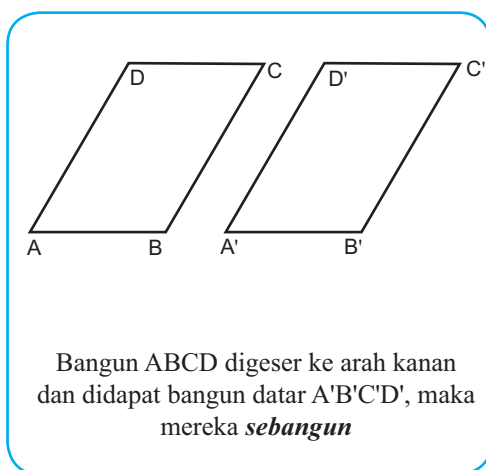 D C D' C'
A B A' B'
Bangun ABCD digeser ke arah kanan
dan didapat bangun datar A'B'C'D', maka
mereka sebangun